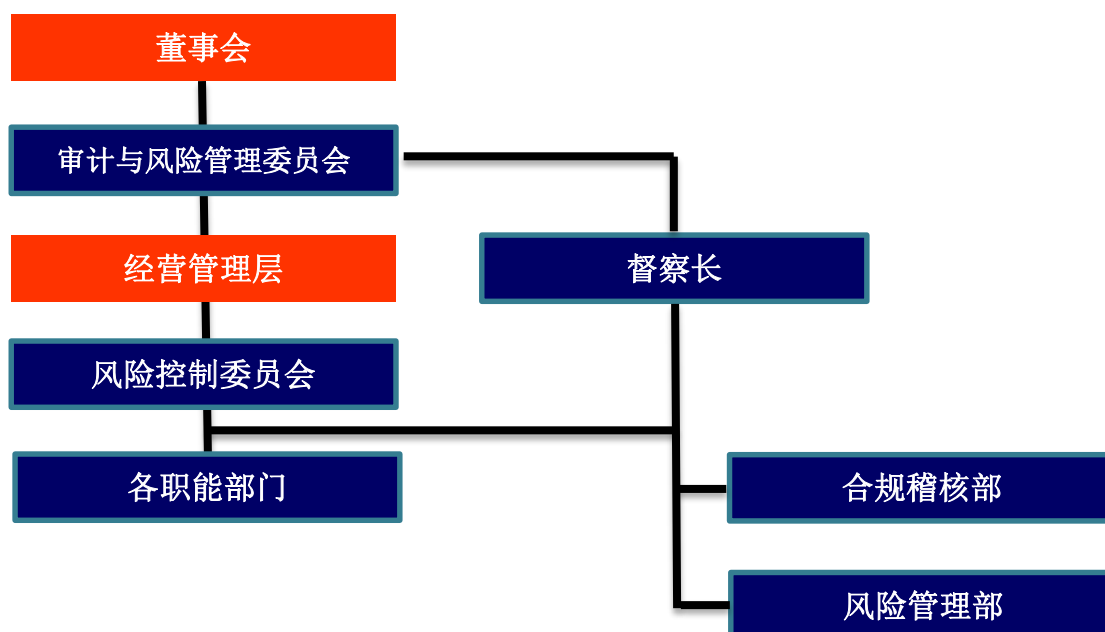 董事会
审计与风险管理委员会
经营管理层
督察长
风险控制委员会
各职能部门
合规稽核部
风险管理部